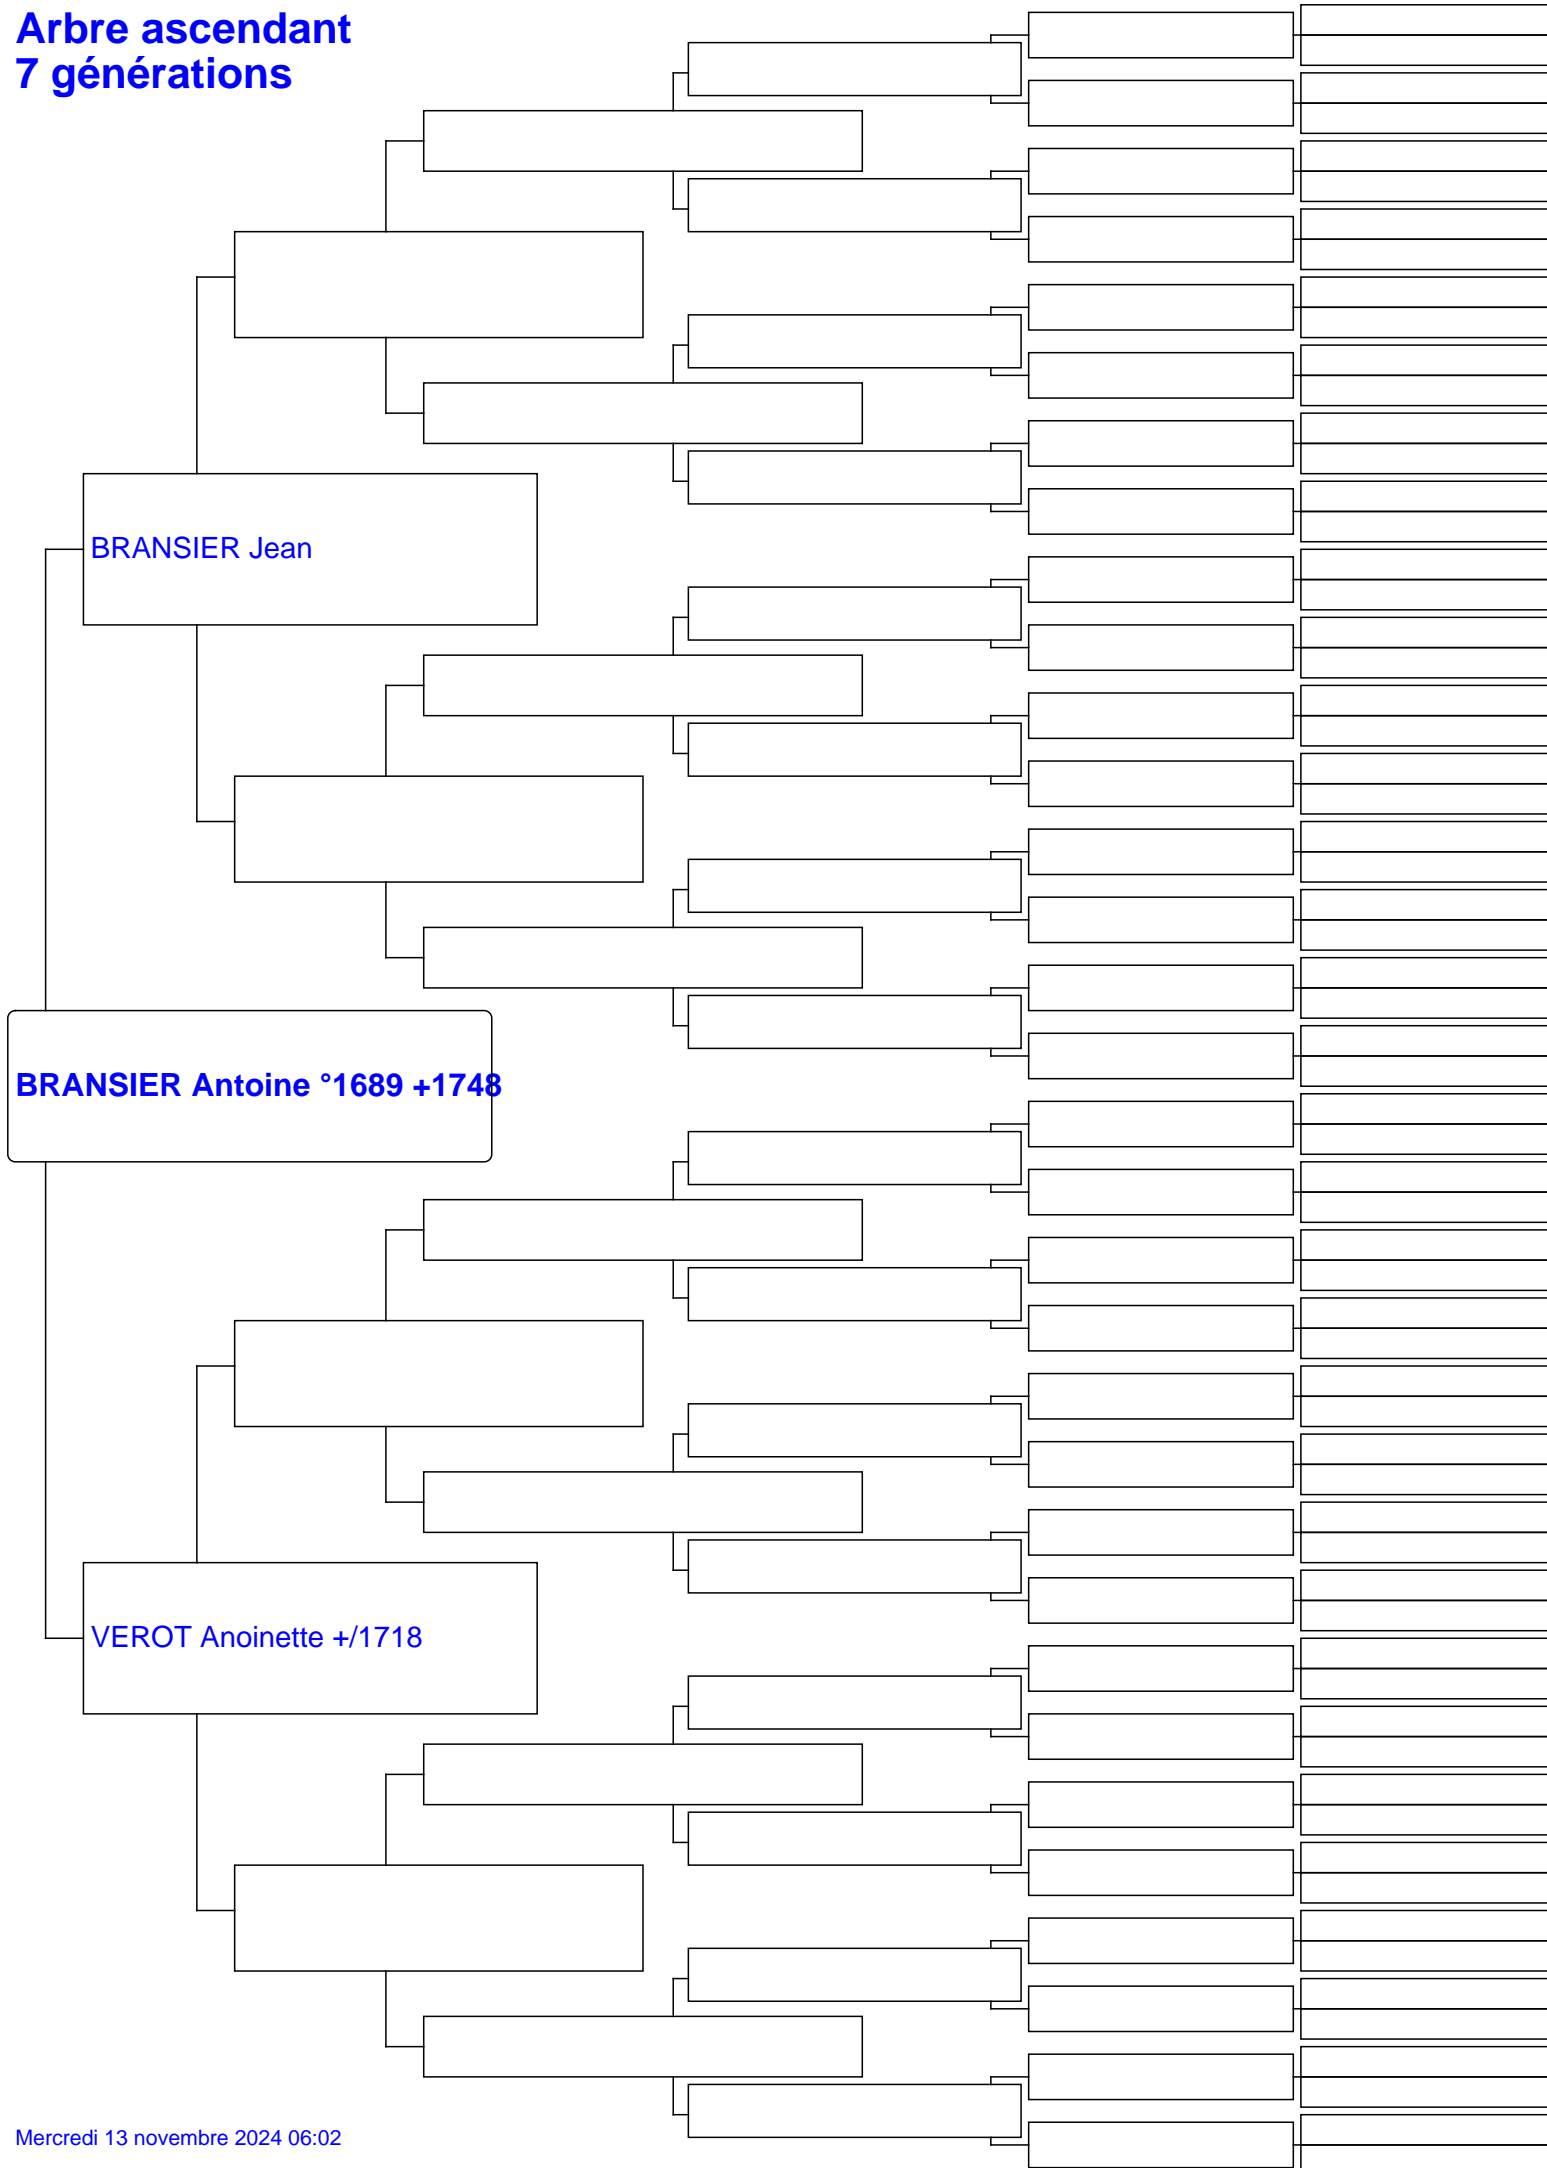 Arbre ascendant
7 générations
BRANSIER Jean
BRANSIER Antoine °1689 +1748
VEROT Anoinette +/1718
Mercredi 13 novembre 2024 06:02